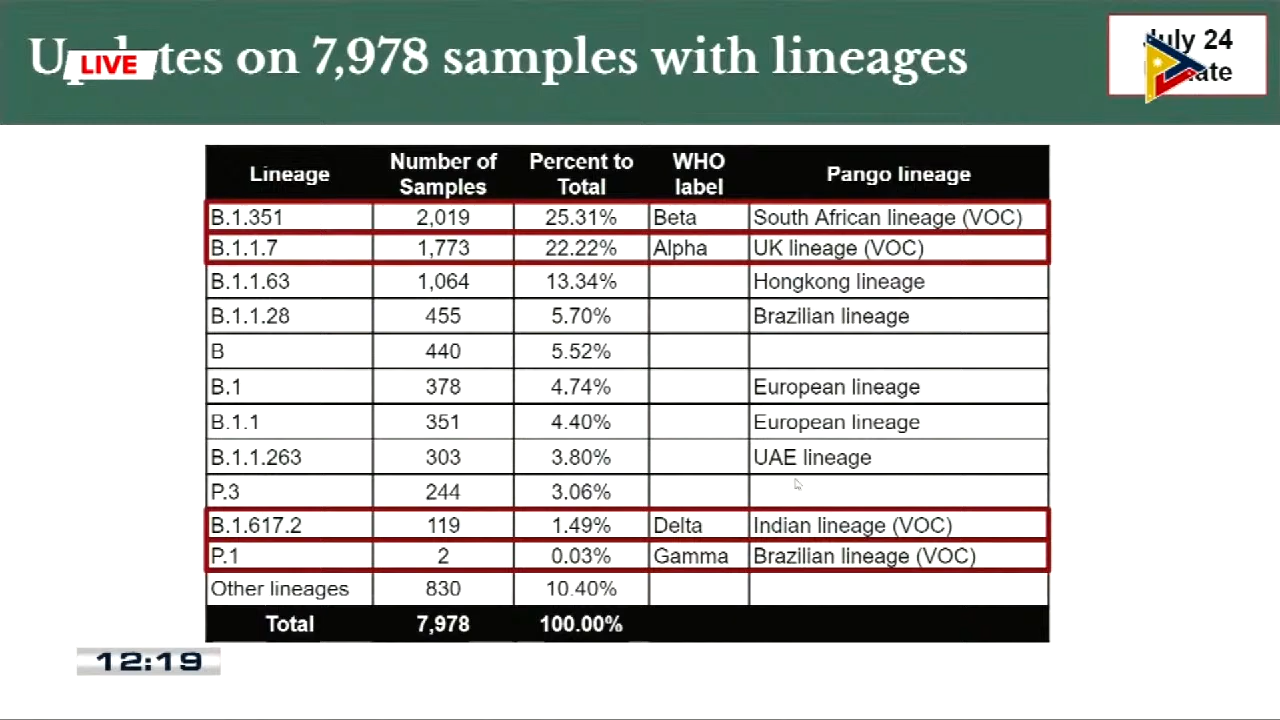 Updates on 7,978 samples with lineages
LIVE
July 24
Update
Lineage Number of Samples Percent to Total WHO label Pango lineage
B.1.351 2,019 25.31% Beta South African lineage (VOC)
B.1.1.7 1,773 22.22% Alpha UK lineage (VOC)
B.1.1.63 1,064 13.34% Hongkong lineage
B.1.1.28 455 5.70% Brazilian lineage
B 440 5.52%
B.1 378 4.74% European lineage
B.1.1 351 4.40% European lineage
B.1.1.263 303 3.80% UAE lineage
P.3 244 3.06%
B.1.617.2 119 1.49% Delta Indian lineage (VOC)
P.1 2 0.03% Gamma Brazilian lineage (VOC)
Other lineages 830 10.40%
Total 7,978 100.00%
12:19